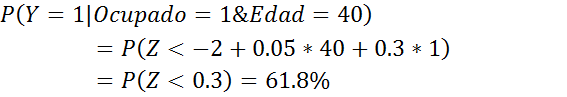 P(Y = 1|Ocupado = 1&Edad = 40)
= P(Z < −2 + 0.05 * 40 + 0.3 * 1)
= P(Z < 0.3) = 61.8%